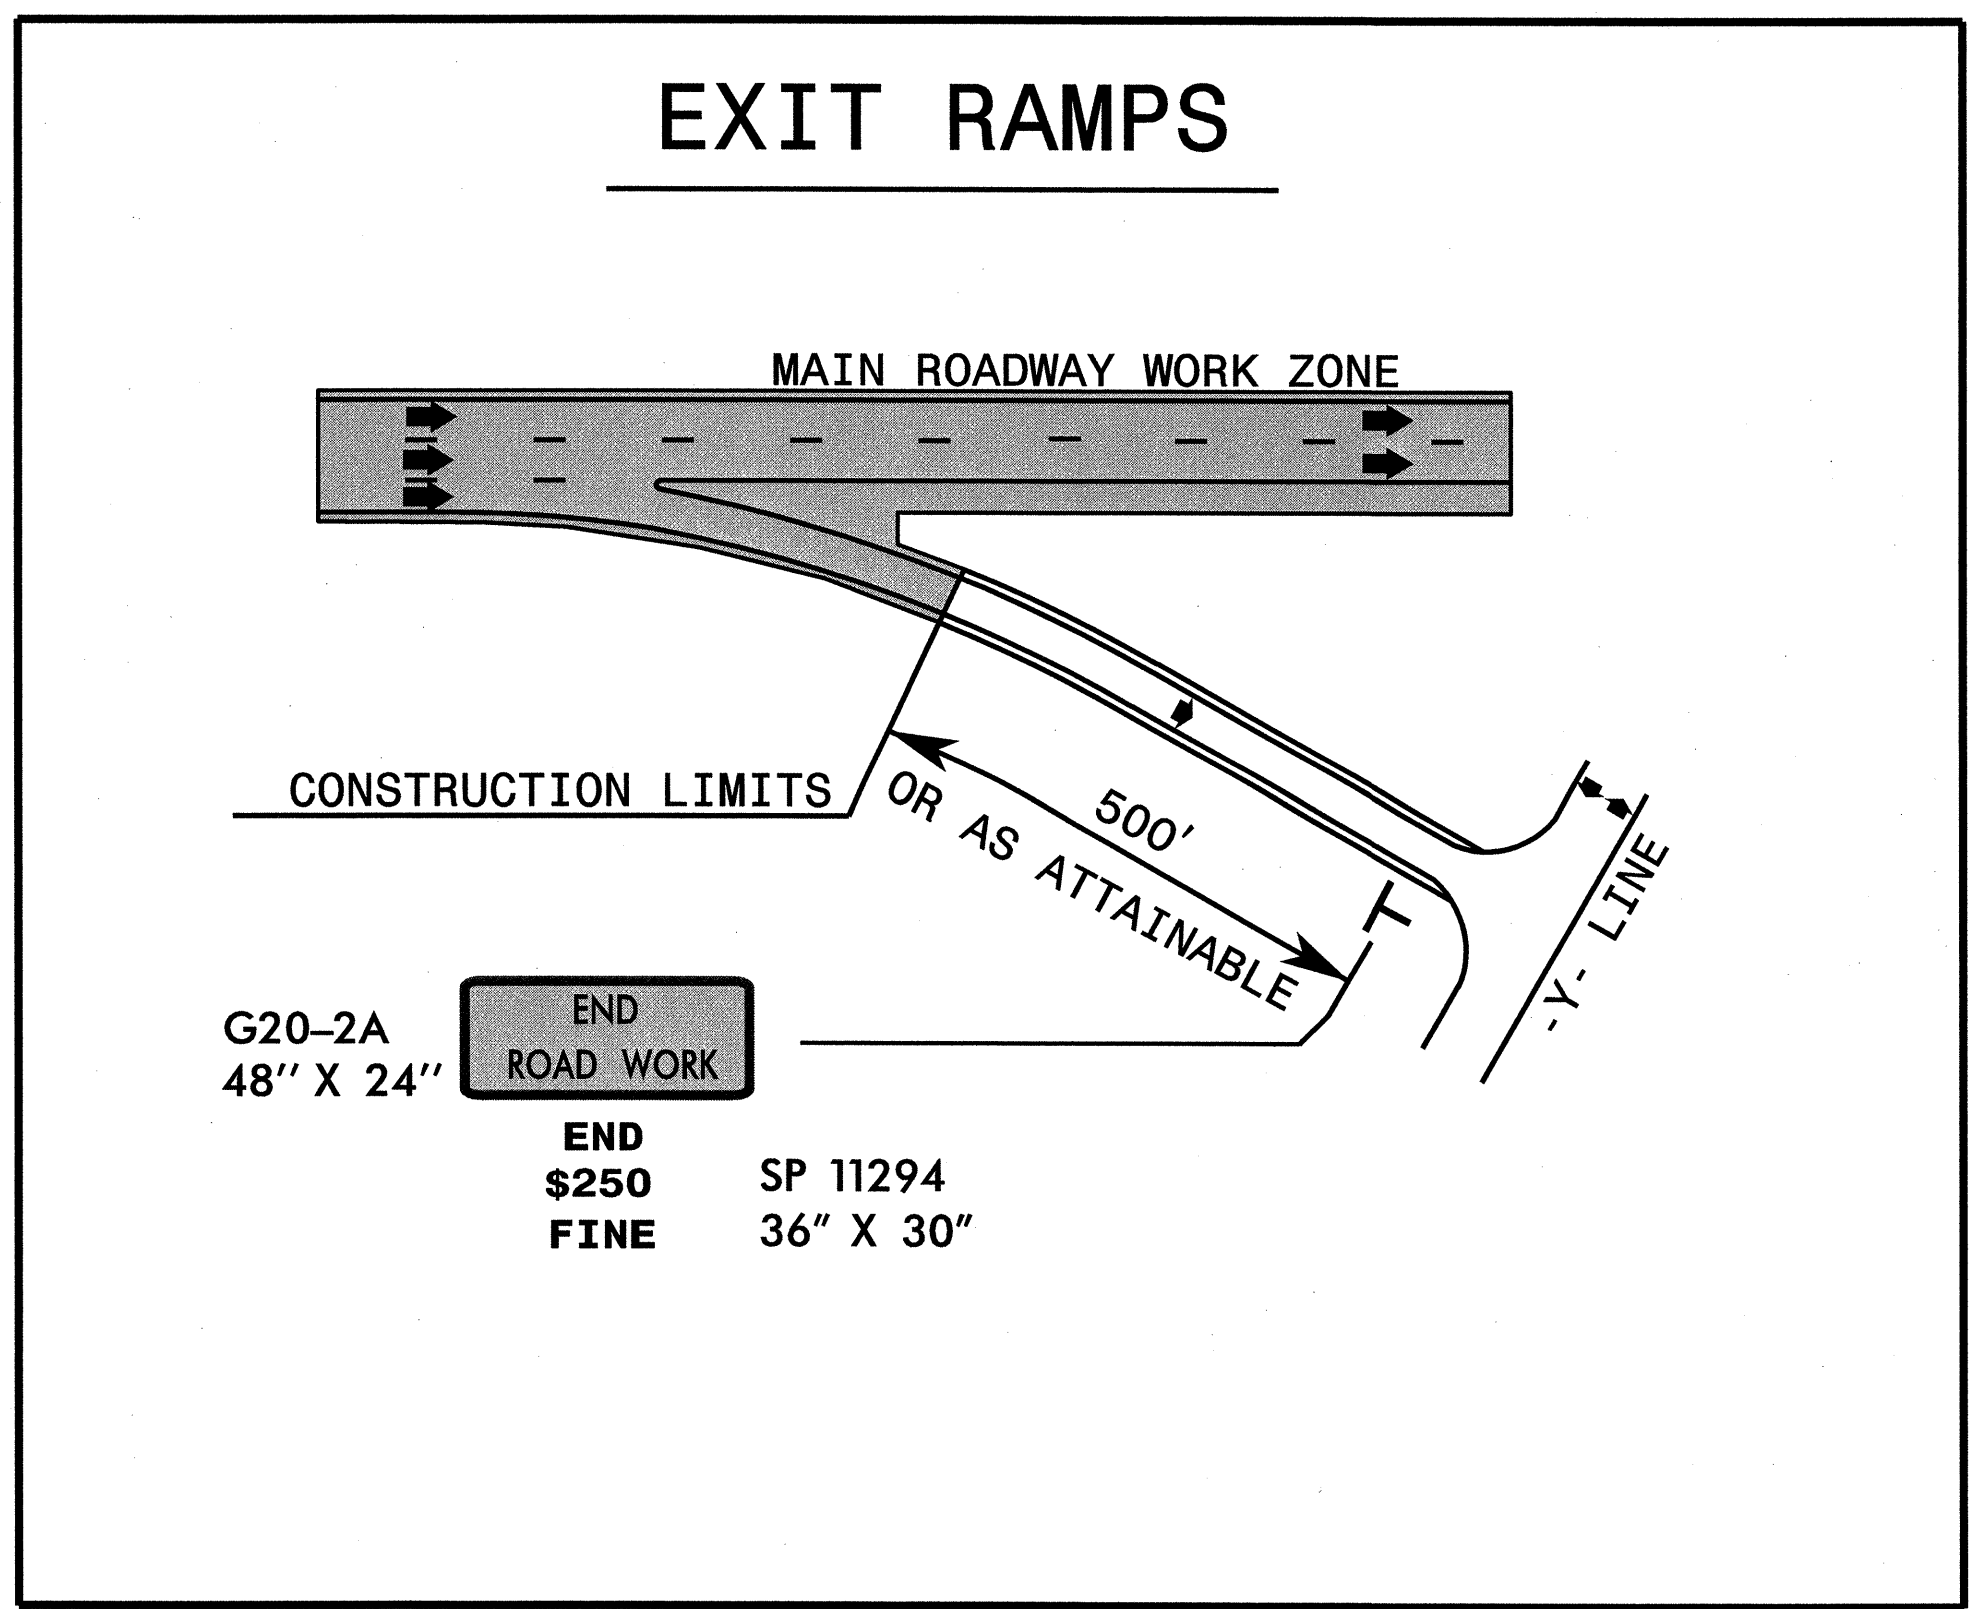 EXIT RAMPS
MAIN ROADWAY WORK ZONE
CONSTRUCTION LIMITS
500'
OR AS ATTAINABLE
-Y- LINE
G20–2A
48" X 24"
END
ROAD WORK
END
$250
FINE
SP 11294
36" X 30"